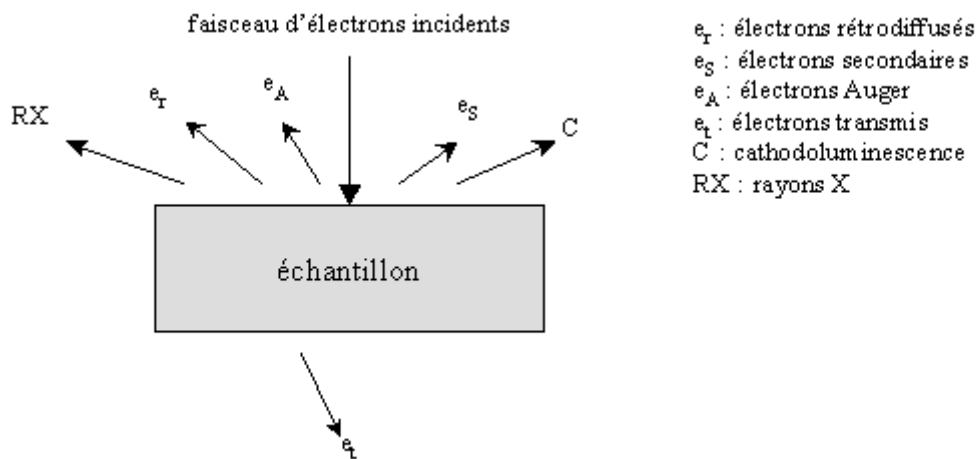 faisceau d'électrons incidents
RX
e_r
e_A
e_S
C
échantillon
e_t
e_r : électrons rétrodiffusés
e_S : électrons secondaires
e_A : électrons Auger
e_t : électrons transmis
C : cathodoluminescence
RX : rayons X